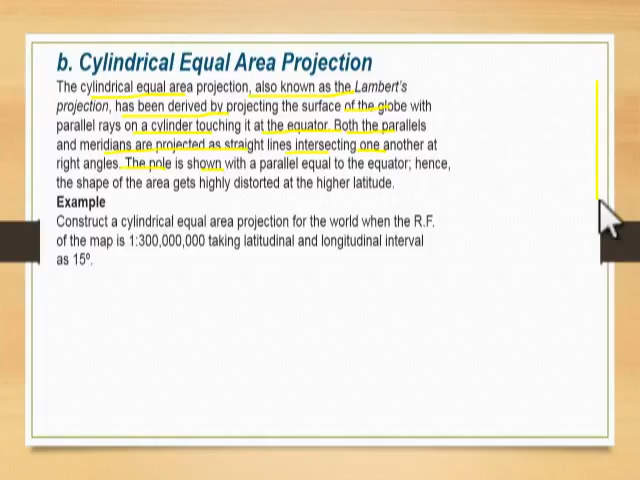 b. Cylindrical Equal Area Projection
The cylindrical equal area projection, also known as the Lambert's
projection, has been derived by projecting the surface of the globe with
parallel rays on a cylinder touching it at the equator. Both the parallels
and meridians are projected as straight lines intersecting one another at
right angles. The pole is shown with a parallel equal to the equator; hence,
the shape of the area gets highly distorted at the higher latitude.
Example
Construct a cylindrical equal area projection for the world when the R.F.
of the map is 1:300,000,000 taking latitudinal and longitudinal interval
as 15º.